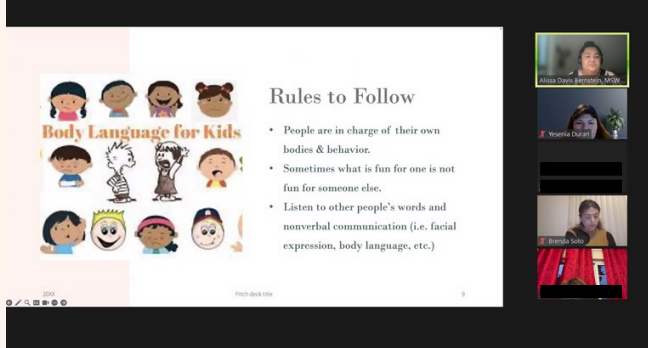 Body Language for Kids
Rules to Follow
• People are in charge of their own
bodies & behavior.
• Sometimes what is fun for one is not
fun for someone else.
• Listen to other people's words and
nonverbal communication (i.e. facial
expression, body language, etc.)
20XX
Pitch deck title
9
Alissa Davis Bernstein, MSW...
Yesenia Duran
Brenda Soto